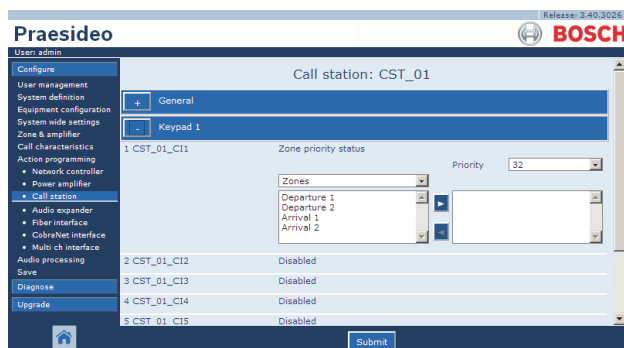 Release: 3.40.3026
Praesideo
BOSCH
User: admin
Configure
User management
System definition
Equipment configuration
System wide settings
Zone & amplifier
Call characteristics
Action programming
• Network controller
• Power amplifier
• Call station
• Audio expander
• Fiber interface
• CobraNet interface
• Multi ch interface
Audio processing
Save
Diagnose
Upgrade
Call station: CST_01
+ General
- Keypad 1
1 CST_01_CI1 Zone priority status
Priority 32
Zones
Departure 1
Departure 2
Arrival 1
Arrival 2
2 CST_01_CI2 Disabled
3 CST_01_CI3 Disabled
4 CST_01_CI4 Disabled
5 CST_01_CI5 Disabled
Submit